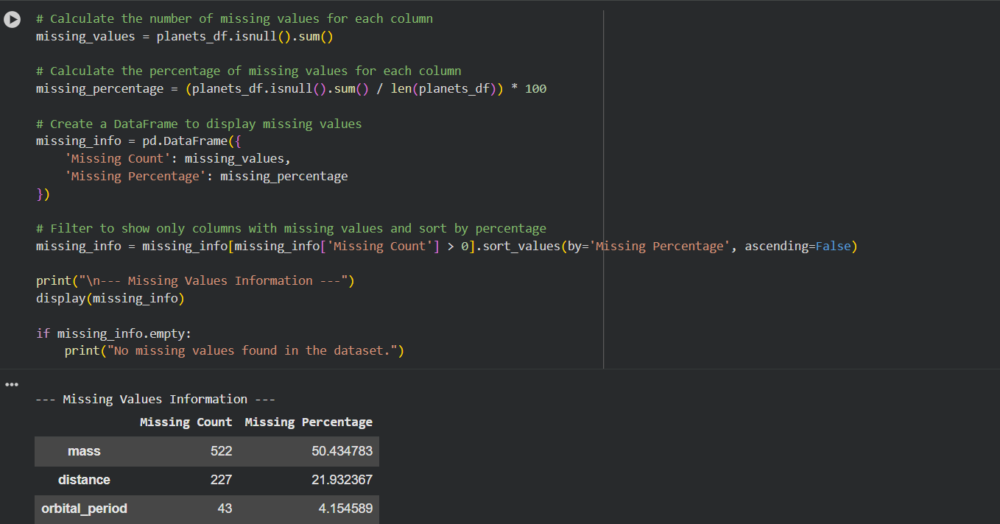 # Calculate the number of missing values for each column
missing_values = planets_df.isnull().sum()
# Calculate the percentage of missing values for each column
missing_percentage = (planets_df.isnull().sum() / len(planets_df)) * 100
# Create a DataFrame to display missing values
missing_info = pd.DataFrame({
    'Missing Count': missing_values,
    'Missing Percentage': missing_percentage
})
# Filter to show only columns with missing values and sort by percentage
missing_info = missing_info[missing_info['Missing Count'] > 0].sort_values(by='Missing Percentage', ascending=False)
print("\n--- Missing Values Information ---")
display(missing_info)
if missing_info.empty:
    print("No missing values found in the dataset.")
--- Missing Values Information ---
Missing Count Missing Percentage
mass 522 50.434783
distance 227 21.932367
orbital_period 43 4.154589